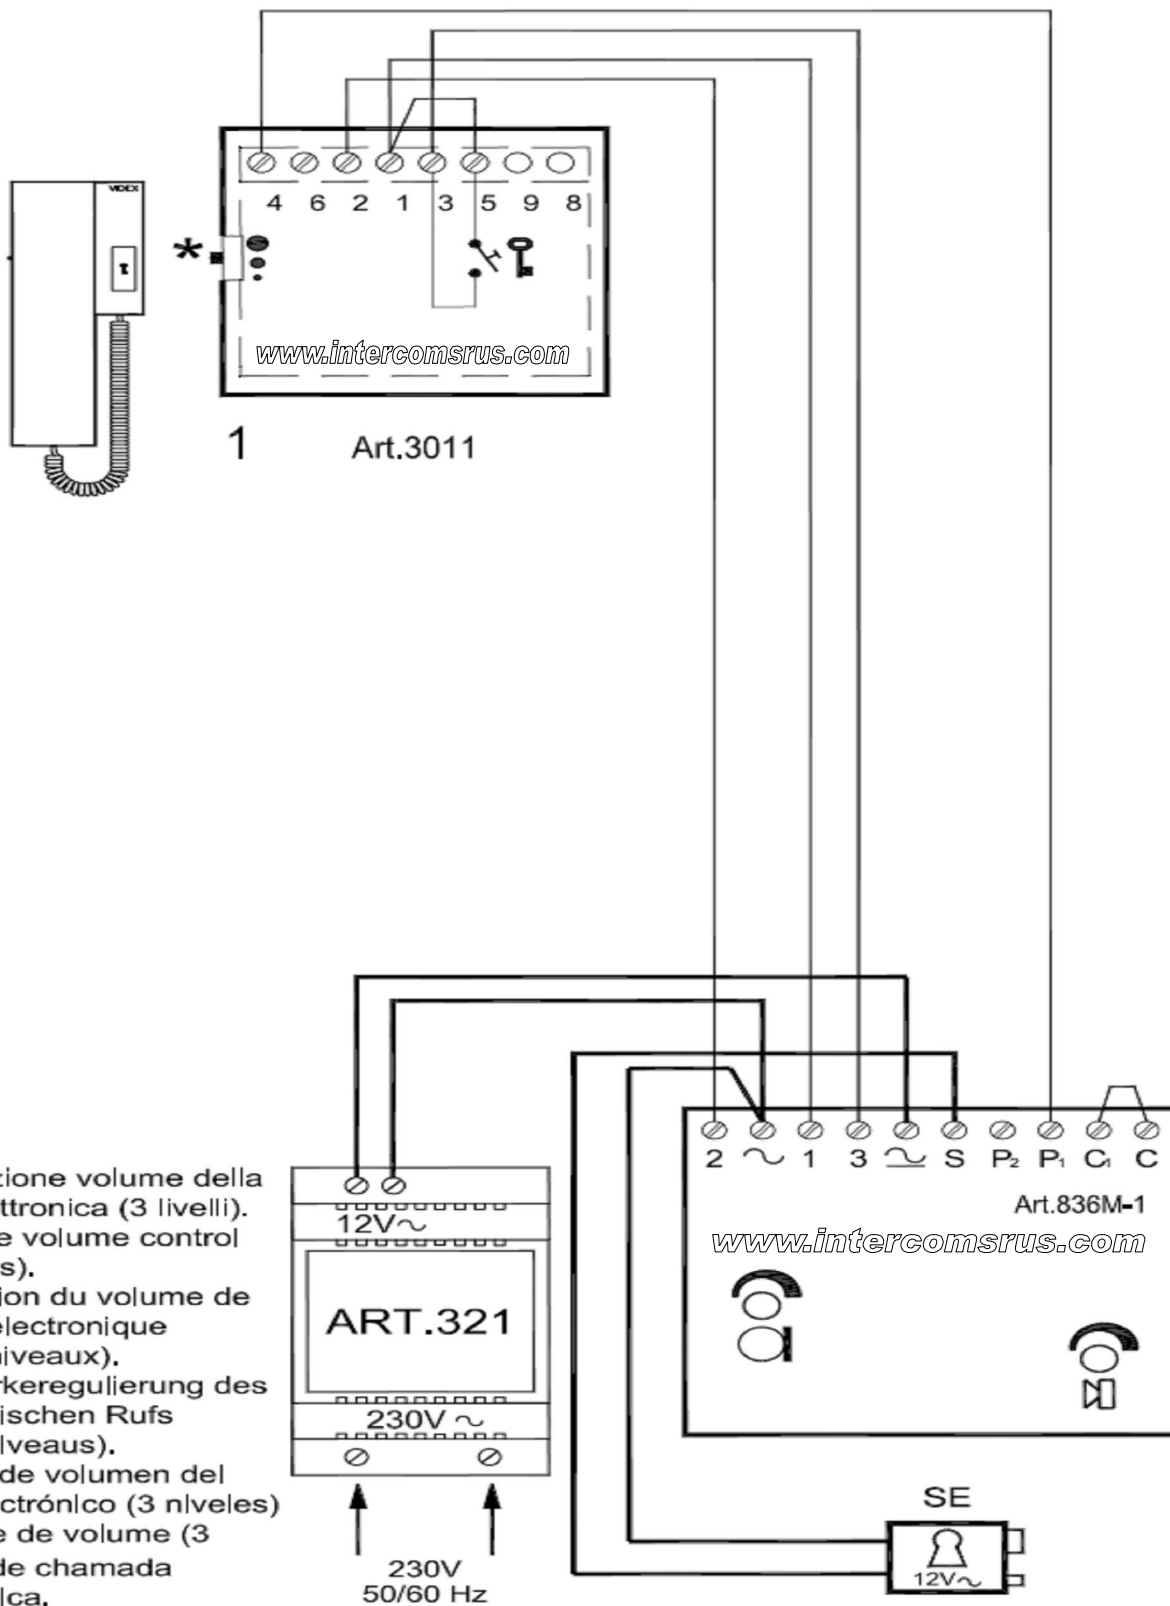 VIDEX
4 6 2 1 3 5 9 8
*
www.intercomsrus.com
1 Art.3011
2 ~ 1 3 S P2 P1 C1 C
Art.836M-1
www.intercomsrus.com
12V~
ART.321
230V ~
230V
50/60 Hz
SE
12V~
zione volume della
ttronica (3 livelli).
e volume control
s).
ion du volume de
electronique
niveaux).
rkeregulierung des
ischen Rufs
iveaus).
de volumen del
ctrónico (3 niveles)
e de volume (3
de chamada
ica.